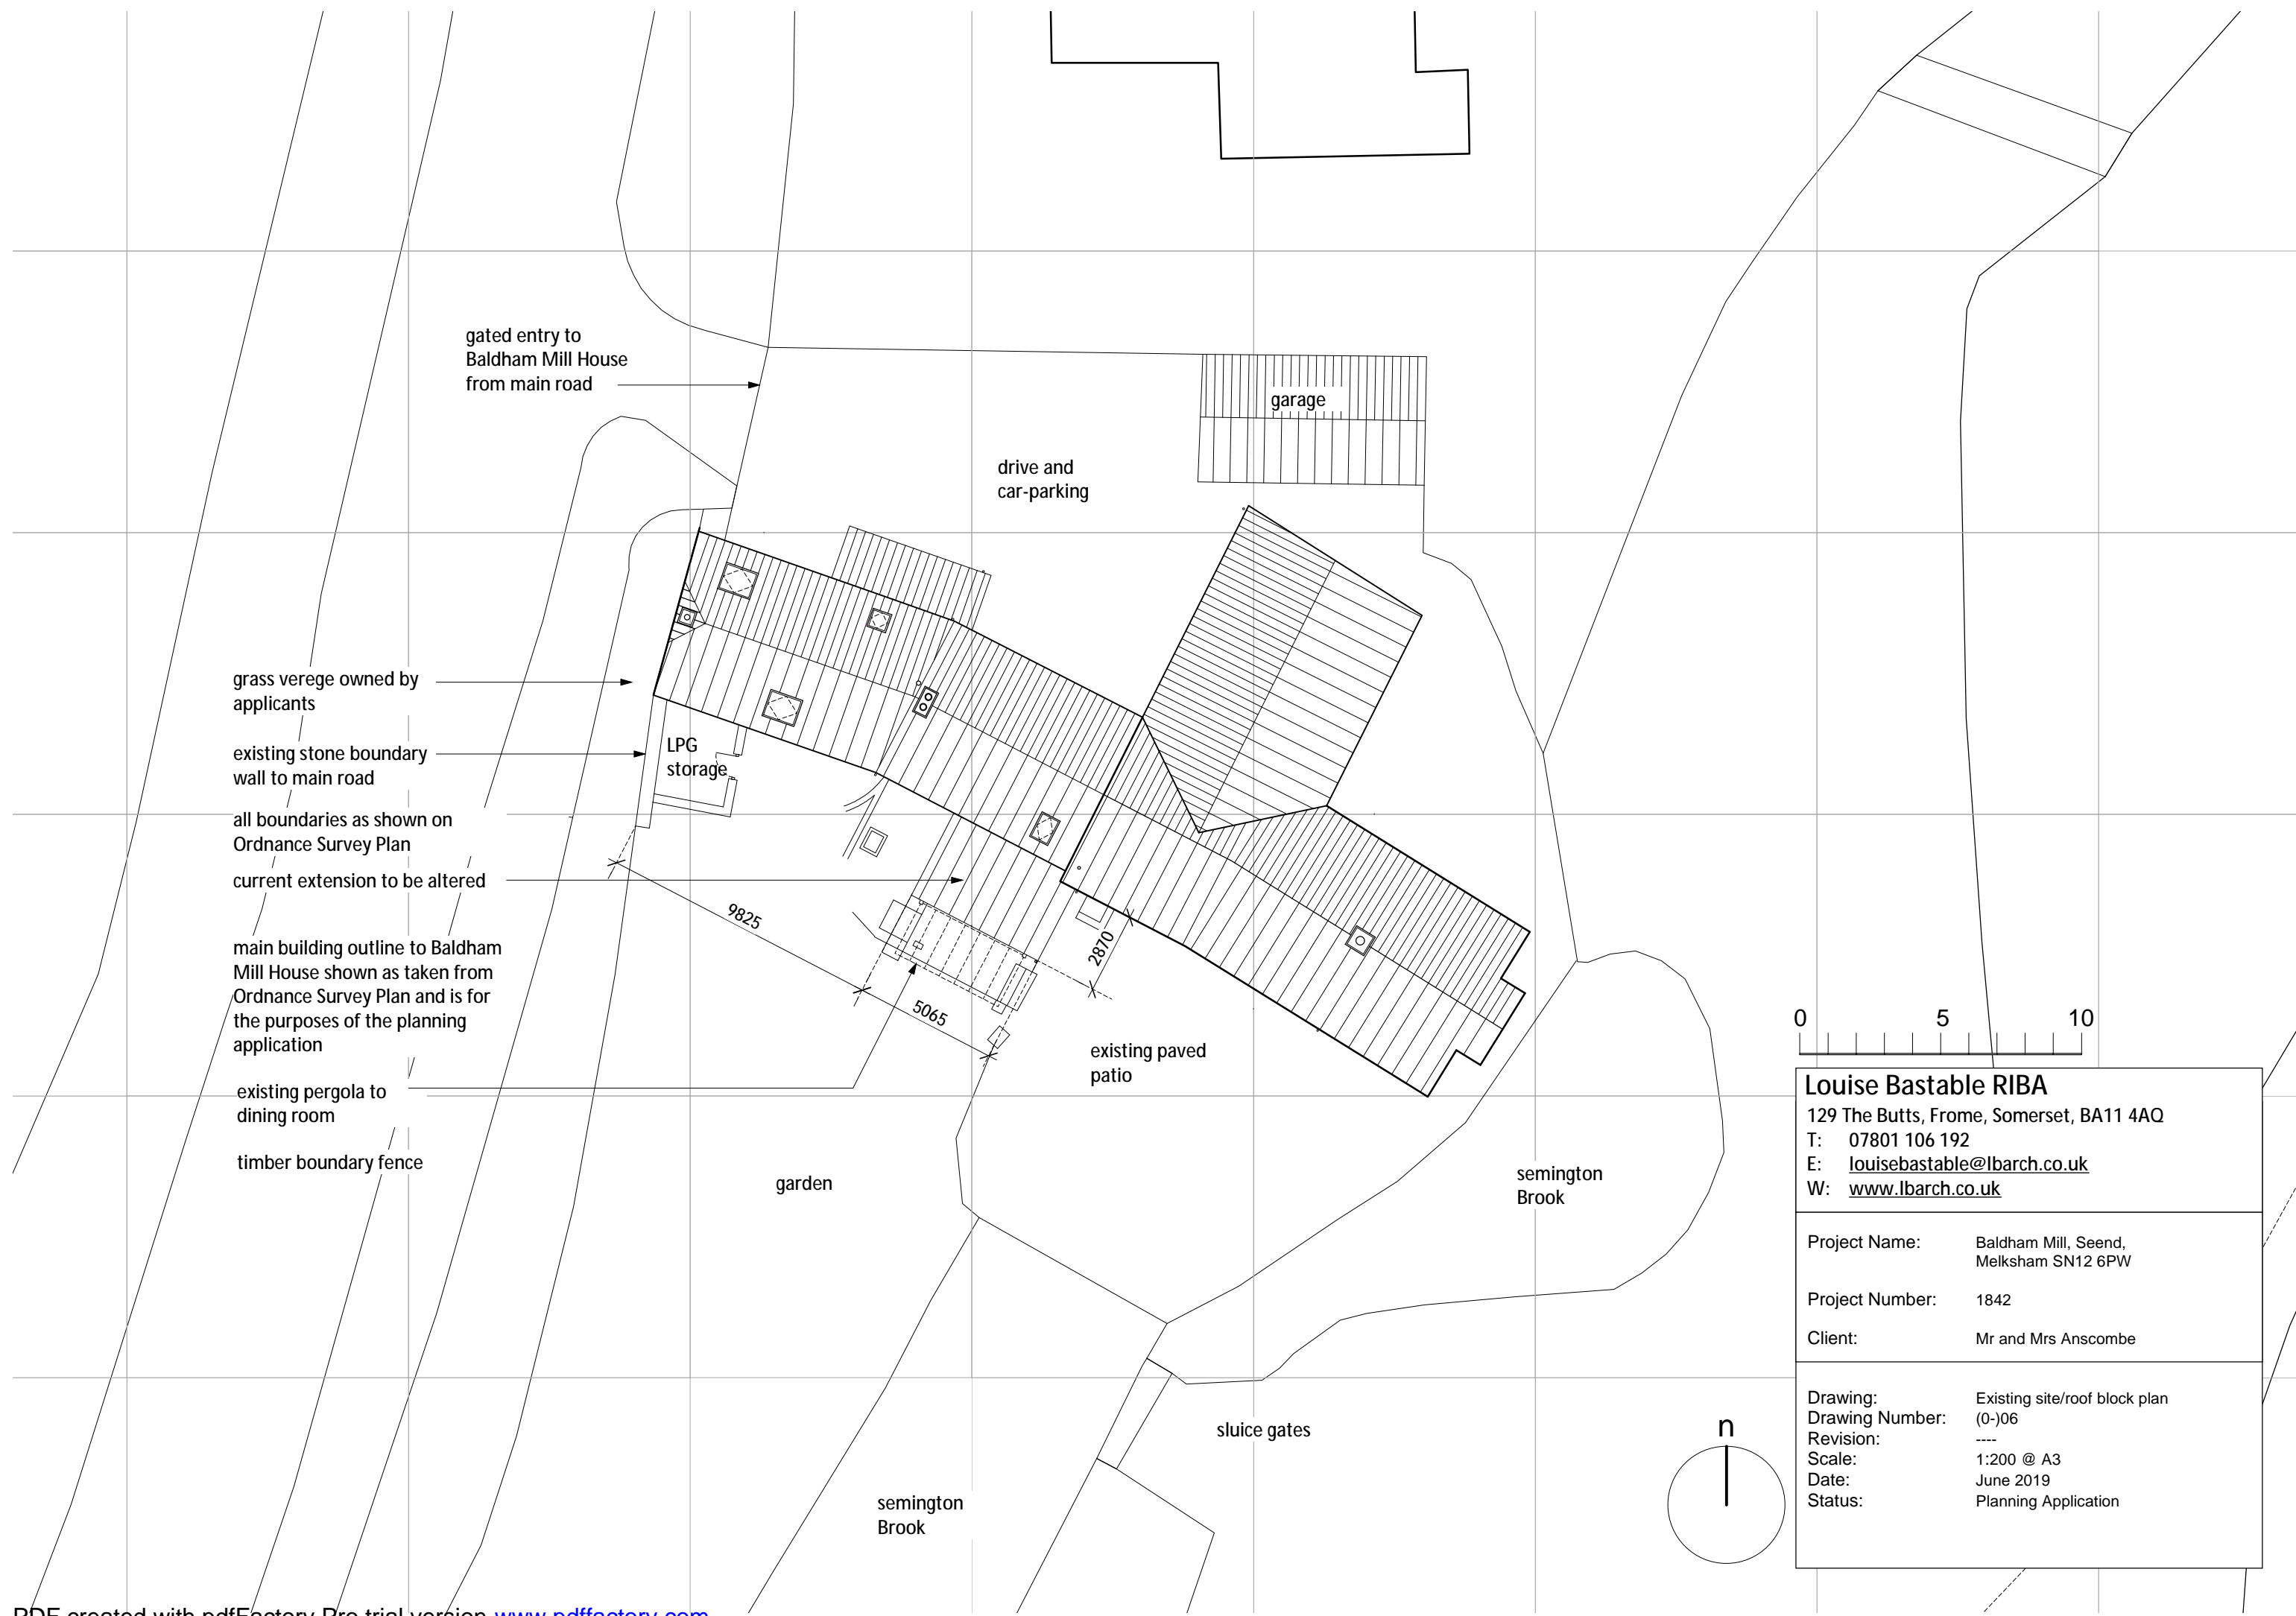 gated entry to
Baldham Mill House
from main road
garage
drive and
car-parking
grass verege owned by
applicants
existing stone boundary
wall to main road
LPG
storage
all boundaries as shown on
Ordnance Survey Plan
current extension to be altered
9825
2870
5065
main building outline to Baldham
Mill House shown as taken from
Ordnance Survey Plan and is for
the purposes of the planning
application
existing pergola to
dining room
timber boundary fence
existing paved
patio
garden
semington
Brook
sluice gates
semington
Brook
n
0 5 10
Louise Bastable RIBA
129 The Butts, Frome, Somerset, BA11 4AQ
T: 07801 106 192
E: louisebastable@lbarch.co.uk
W: www.lbarch.co.uk
Project Name: Baldham Mill, Seend,
Melksham SN12 6PW
Project Number: 1842
Client: Mr and Mrs Anscombe
Drawing: Existing site/roof block plan
Drawing Number: (0-)06
Revision: ----
Scale: 1:200 @ A3
Date: June 2019
Status: Planning Application
PDF created with pdfFactory Pro trial version www.pdffactory.com